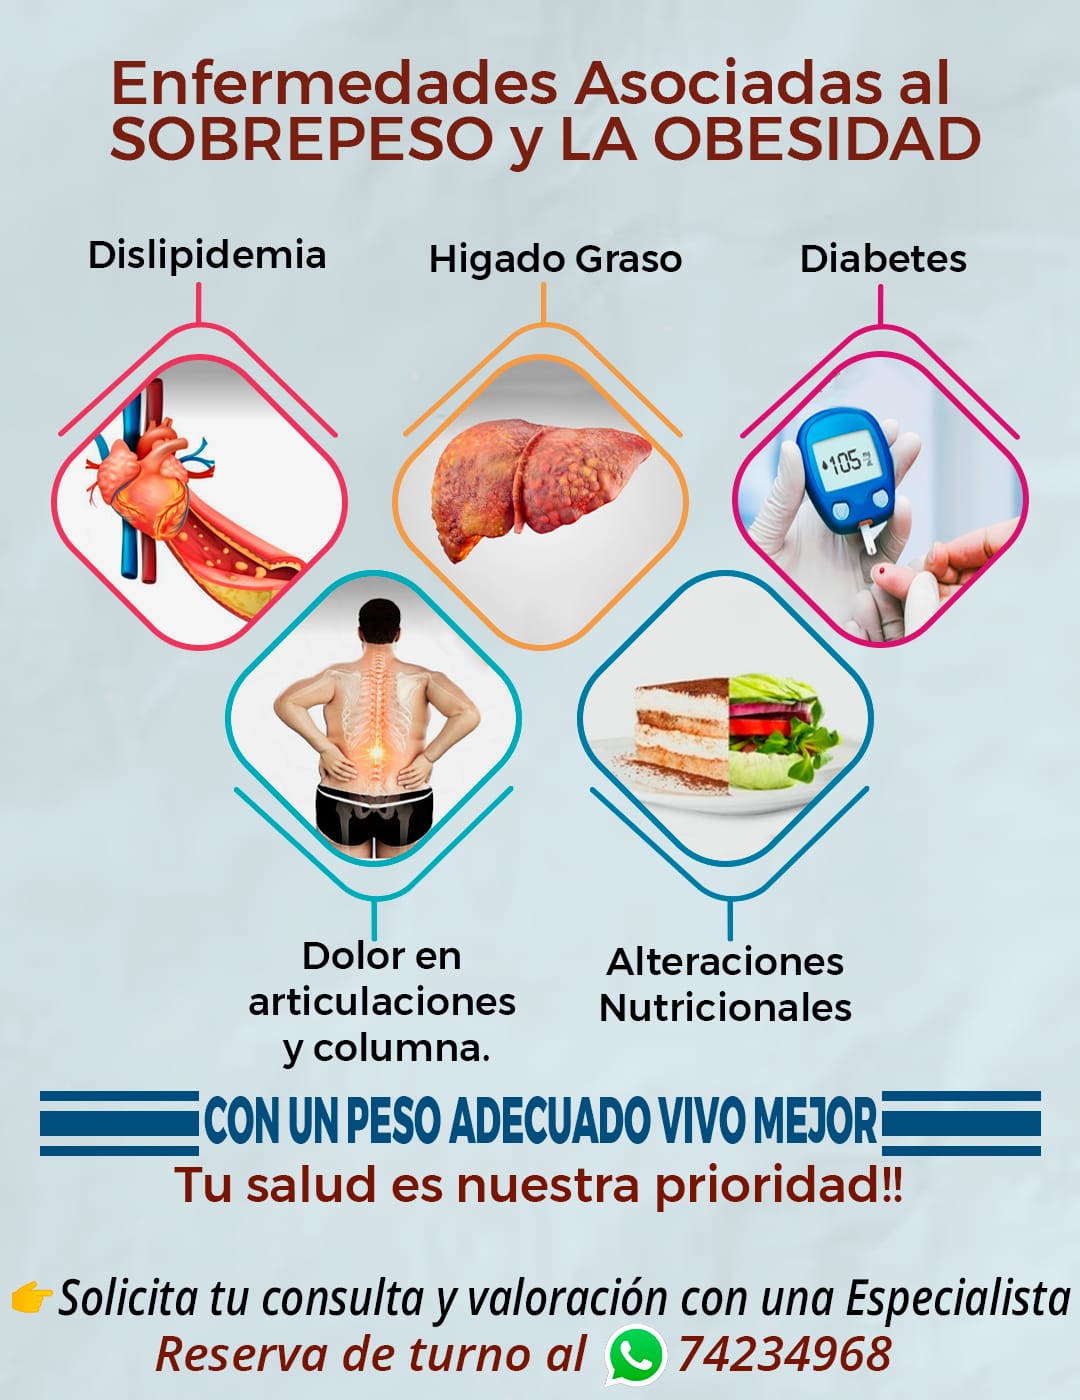 Enfermedades Asociadas al
SOBREPESO y LA OBESIDAD
Dislipidemia
Higado Graso
Diabetes
105
Dolor en
articulaciones
y columna.
Alteraciones
Nutricionales
CON UN PESO ADECUADO VIVO MEJOR
Tu salud es nuestra prioridad!!
Solicita tu consulta y valoración con una Especialista
Reserva de turno al 74234968